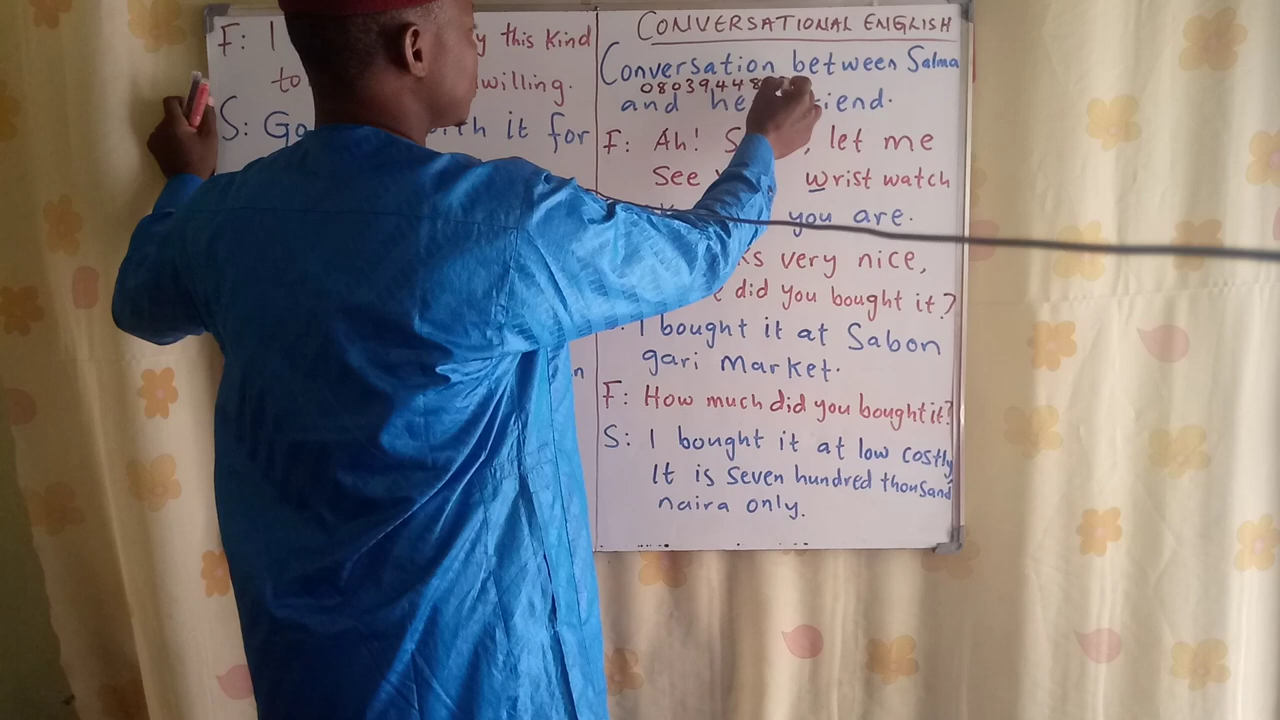 F: I this kind
to willing.
S: with it for
CONVERSATIONAL ENGLISH
Conversation between Salma
0803944
and friend.
F: Ah! let me
See wrist watch
you are.
very nice,
did you bought it?
I bought it at Sabon
gari Market.
F: How much did you bought it?
S: I bought it at low costly
It is seven hundred thousand
naira only.